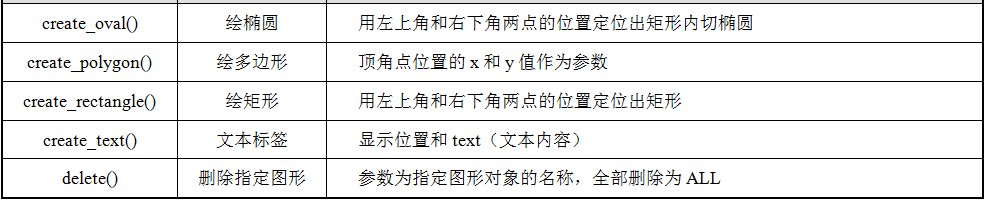 create_oval() 绘椭圆 用左上角和右下角两点的位置定位出矩形内切椭圆
create_polygon() 绘多边形 顶角点位置的 x 和 y 值作为参数
create_rectangle() 绘矩形 用左上角和右下角两点的位置定位出矩形
create_text() 文本标签 显示位置和 text（文本内容）
delete() 删除指定图形 参数为指定图形对象的名称，全部删除为 ALL